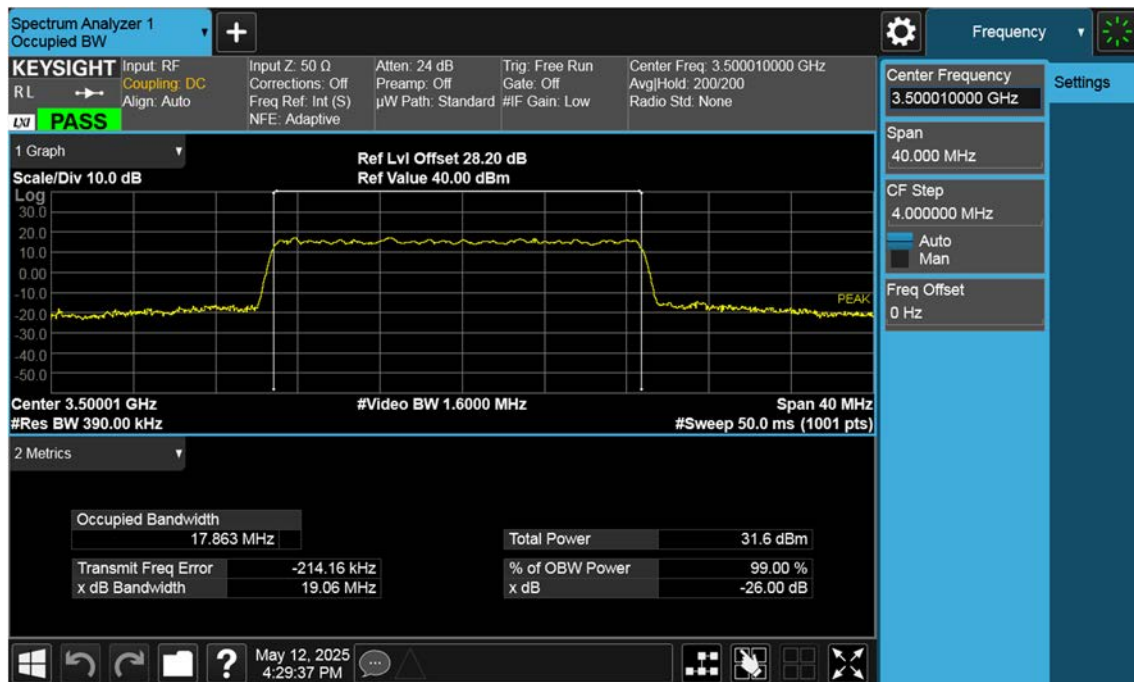 Spectrum Analyzer 1
Occupied BW
Frequency
KEYSIGHT
RL
LXI PASS
Input: RF
Coupling: DC
Align: Auto
Input Z: 50 Ω
Corrections: Off
Freq Ref: Int (S)
NFE: Adaptive
Atten: 24 dB
Preamp: Off
µW Path: Standard
Trig: Free Run
Gate: Off
#IF Gain: Low
Center Freq: 3.500010000 GHz
Avg|Hold: 200/200
Radio Std: None
Center Frequency
3.500010000 GHz
Settings
Span
40.000 MHz
CF Step
4.000000 MHz
Auto
Man
Freq Offset
0 Hz
1 Graph
Scale/Div 10.0 dB
Ref Lvl Offset 28.20 dB
Ref Value 40.00 dBm
Log
30.0
20.0
10.0
0.00
-10.0
-20.0
-30.0
-40.0
-50.0
PEAK
Center 3.50001 GHz
#Video BW 1.6000 MHz
Span 40 MHz
#Res BW 390.00 kHz
#Sweep 50.0 ms (1001 pts)
2 Metrics
Occupied Bandwidth
17.863 MHz
Total Power 31.6 dBm
Transmit Freq Error -214.16 kHz
% of OBW Power 99.00 %
x dB Bandwidth 19.06 MHz
x dB -26.00 dB
?
May 12, 2025
4:29:37 PM